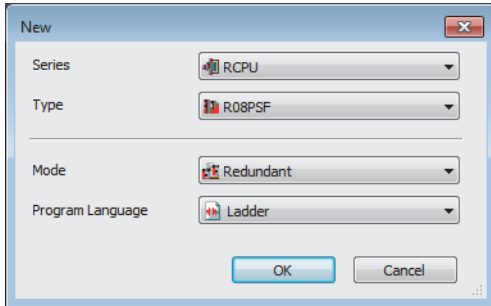 New
Series RCPU
Type R08PSF
Mode Redundant
Program Language Ladder
OK Cancel